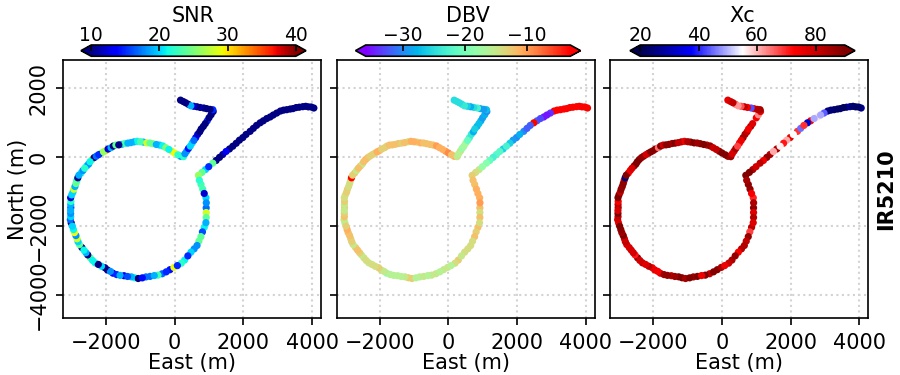 SNR DBV Xc
10 20 30 40 −30 −20 −10 20 40 60 80
2000
0
−2000
−4000
North (m)
IR5210
−2000 0 2000 4000 −2000 0 2000 4000 −2000 0 2000 4000
East (m) East (m) East (m)